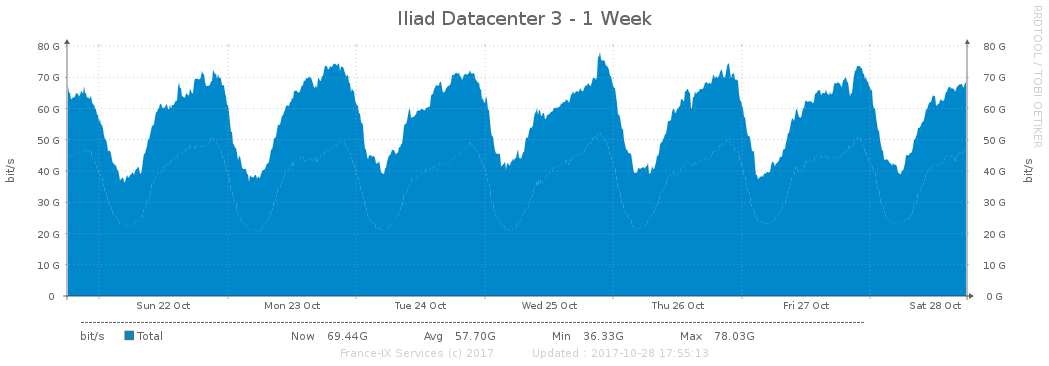 Iliad Datacenter 3 - 1 Week
RRDTOOL / TOBI OETIKER
80 G 80 G
70 G 70 G
60 G 60 G
50 G 50 G
40 G 40 G
30 G 30 G
20 G 20 G
10 G 10 G
0 0 G
bit/s bit/s
Sun 22 Oct Mon 23 Oct Tue 24 Oct Wed 25 Oct Thu 26 Oct Fri 27 Oct Sat 28 Oct
bit/s Total Now 69.44G Avg 57.70G Min 36.33G Max 78.03G
France-IX Services (c) 2017 Updated : 2017-10-28 17:55:13